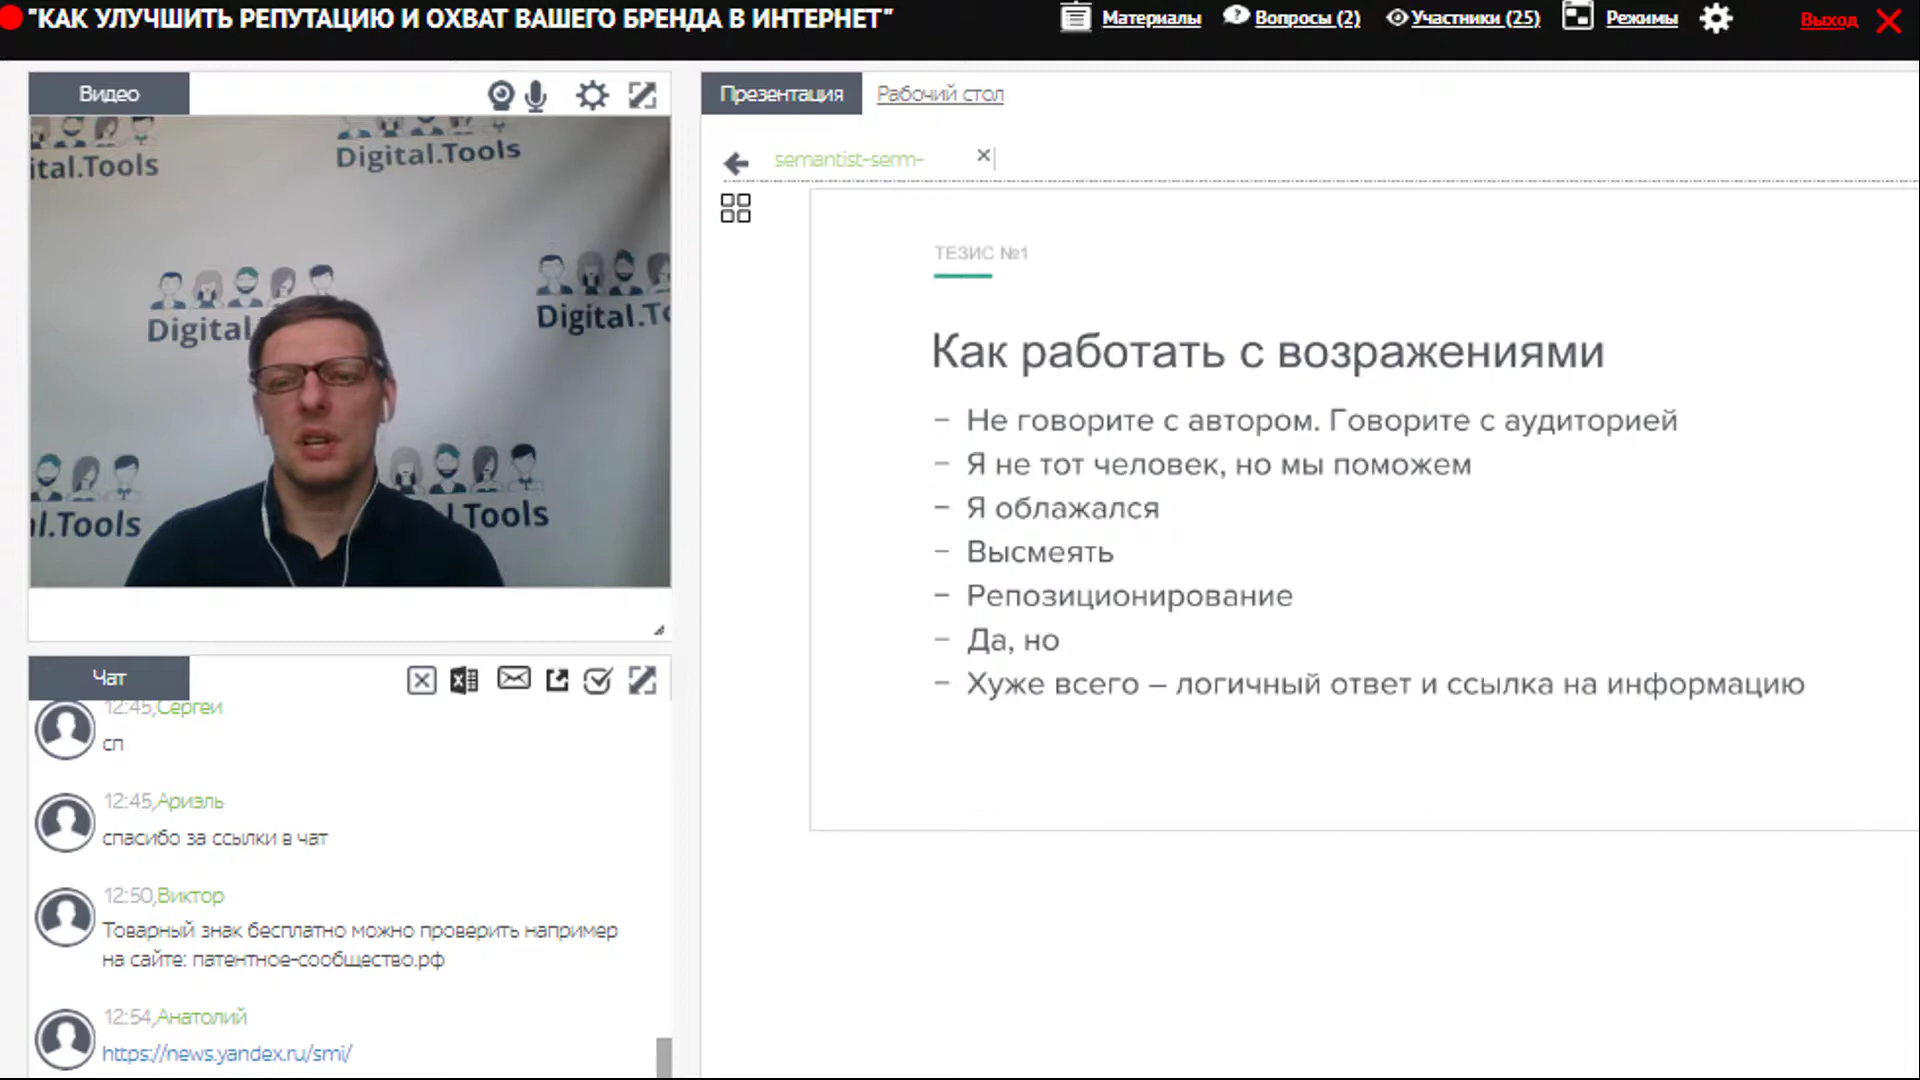 "КАК УЛУЧШИТЬ РЕПУТАЦИЮ И ОХВАТ ВАШЕГО БРЕНДА В ИНТЕРНЕТ"
Материалы
Вопросы (2)
Участники (25)
Режимы
Выход
Видео
ital.Tools
Digital.Tools
Digital
Digital.To
l.Tools
l.Tools
Чат
12:45,Сергей
сп
12:45,Ариэль
спасибо за ссылки в чат
12:50,Виктор
Товарный знак бесплатно можно проверить например
на сайте: патентное-сообщество.рф
12:54,Анатолий
https://news.yandex.ru/smi/
Презентация
Рабочий стол
semantist-serm-
ТЕЗИС №1
Как работать с возражениями
– Не говорите с автором. Говорите с аудиторией
– Я не тот человек, но мы поможем
– Я облажался
– Высмеять
– Репозиционирование
– Да, но
– Хуже всего – логичный ответ и ссылка на информацию